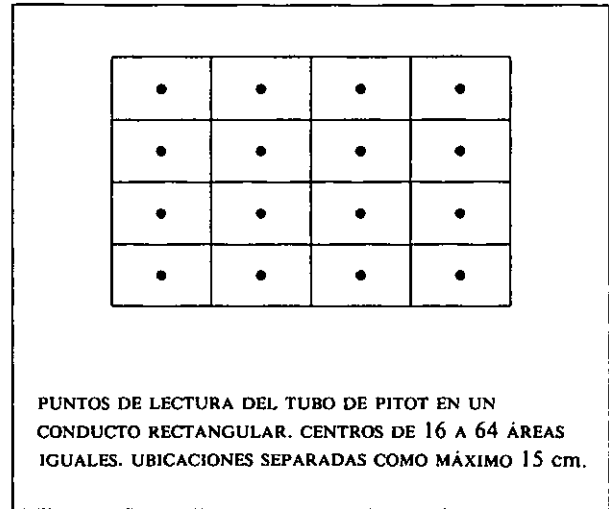 PUNTOS DE LECTURA DEL TUBO DE PITOT EN UN
CONDUCTO RECTANGULAR. CENTROS DE 16 A 64 ÁREAS
IGUALES. UBICACIONES SEPARADAS COMO MÁXIMO 15 cm.